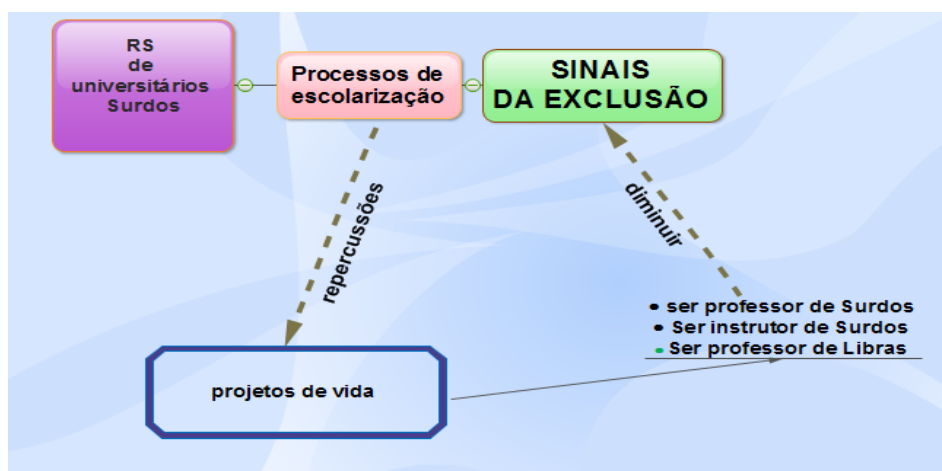 RS
de
universitários
Surdos
Processos de
escolarização
SINAIS
DA EXCLUSÃO
repercussões
diminuir
• ser professor de Surdos
• Ser instrutor de Surdos
• Ser professor de Libras
projetos de vida